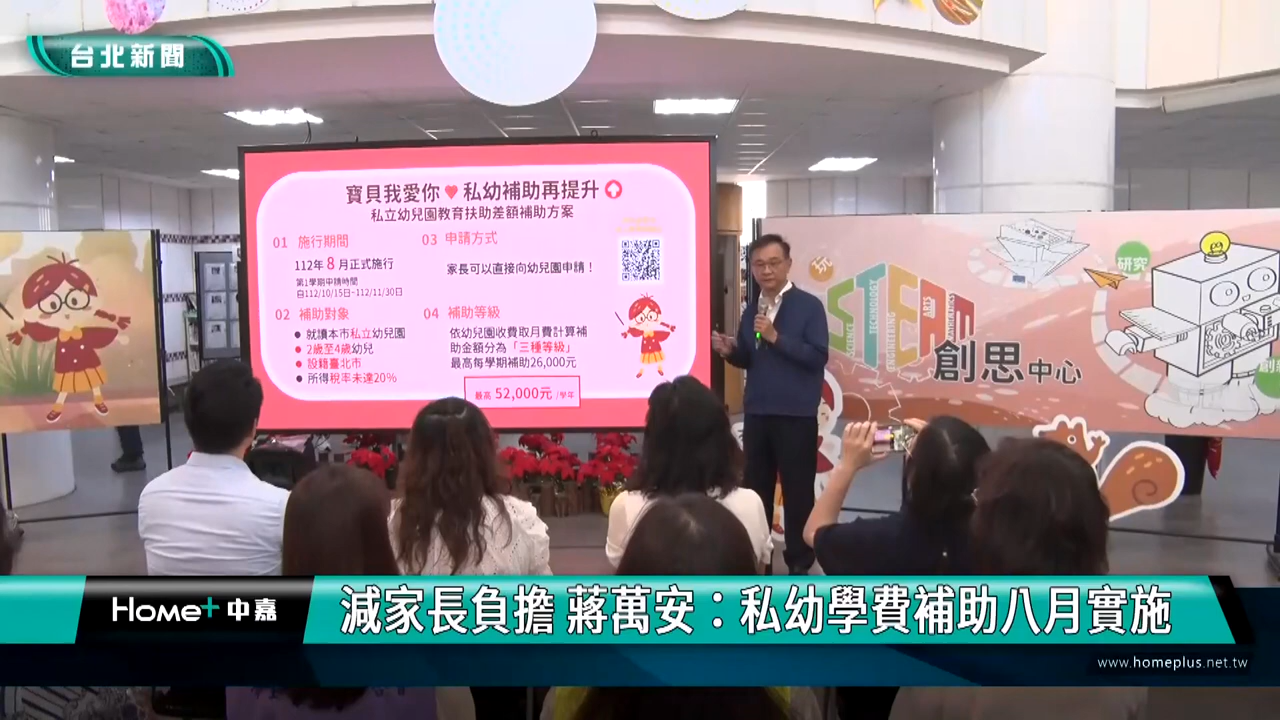 台北新聞
寶貝我愛你♥私幼補助再提升
私立幼兒園教育扶助差額補助方案
01 施行期間
112年8月正式施行
第1學期申請時間
自112/10/15日~112/11/30日
02 補助對象
● 就讀本市私立幼兒園
● 2歲至4歲幼兒
● 設籍臺北市
● 所得稅率未達20%
03 申請方式
家長可以直接向幼兒園申請！
04 補助等級
依幼兒園收費取月費計算補
助金額分為「三種等級」
最高每學期補助26,000元
最高 52,000元 /學年
玩
STEAM
SCIENCE
TECHNOLOGY
ENGINEERING
ARTS
創思中心
研究
Home+ 中嘉
減家長負擔 蔣萬安：私幼學費補助八月實施
www.homeplus.net.tw